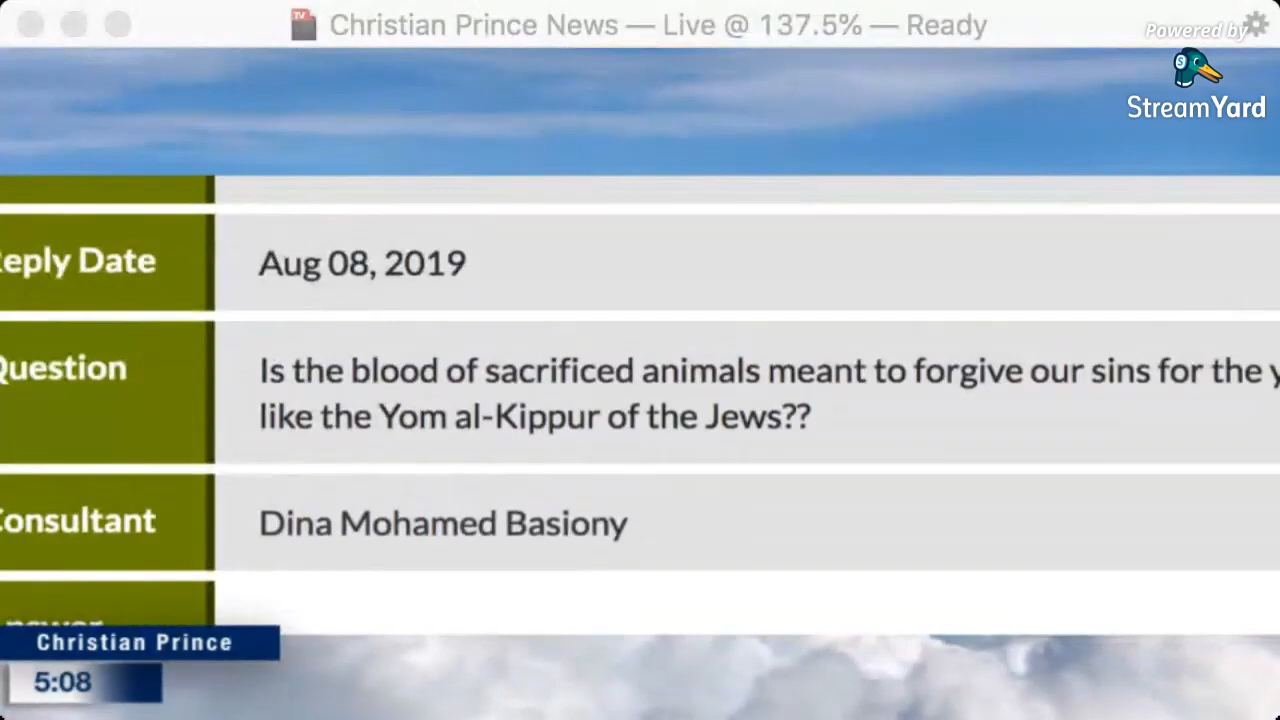 Christian Prince News — Live @ 137.5% — Ready
Powered by
StreamYard
eply Date
Aug 08, 2019
Question
Is the blood of sacrificed animals meant to forgive our sins for the
like the Yom al-Kippur of the Jews??
Consultant
Dina Mohamed Basiony
Christian Prince
5:08